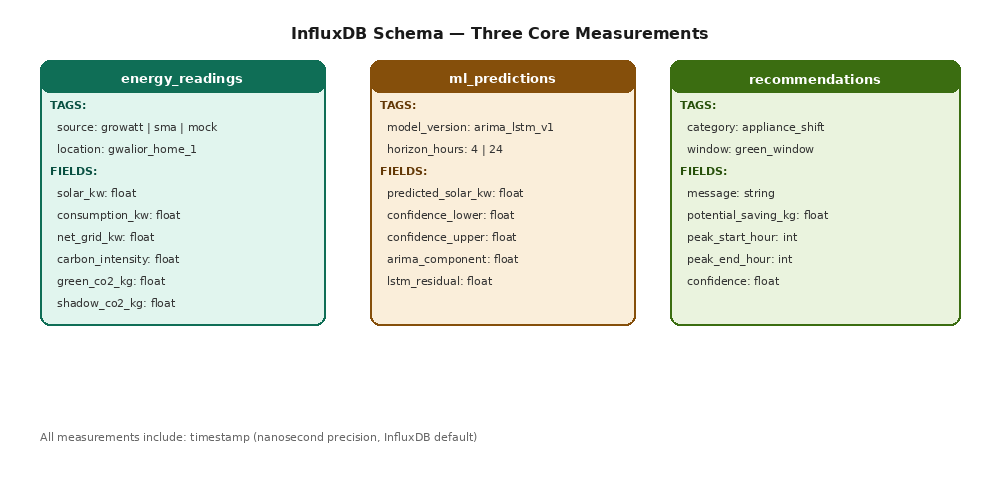 InfluxDB Schema — Three Core Measurements
energy_readings
TAGS:
source: growatt | sma | mock
location: gwalior_home_1
FIELDS:
solar_kw: float
consumption_kw: float
net_grid_kw: float
carbon_intensity: float
green_co2_kg: float
shadow_co2_kg: float
ml_predictions
TAGS:
model_version: arima_lstm_v1
horizon_hours: 4 | 24
FIELDS:
predicted_solar_kw: float
confidence_lower: float
confidence_upper: float
arima_component: float
lstm_residual: float
recommendations
TAGS:
category: appliance_shift
window: green_window
FIELDS:
message: string
potential_saving_kg: float
peak_start_hour: int
peak_end_hour: int
confidence: float
All measurements include: timestamp (nanosecond precision, InfluxDB default)